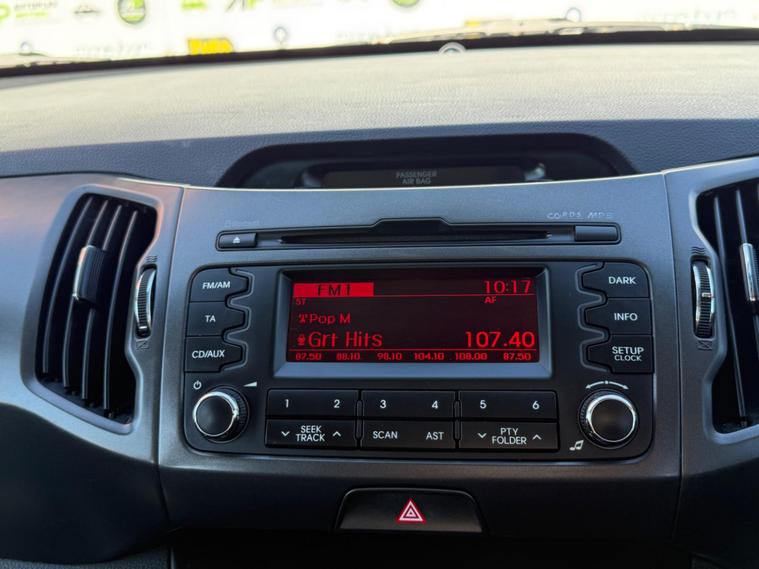 PASSENGER
AIR BAG
CD RDS MP3
FM/AM
TA
CD/AUX
FM1 10:17
ST AF
Pop M
Grt Hits 107.40
87.50 88.10 98.10 104.10 108.00 87.50
DARK
INFO
SETUP
CLOCK
1 2 3 4 5 6
SEEK
TRACK
SCAN AST
PTY
FOLDER